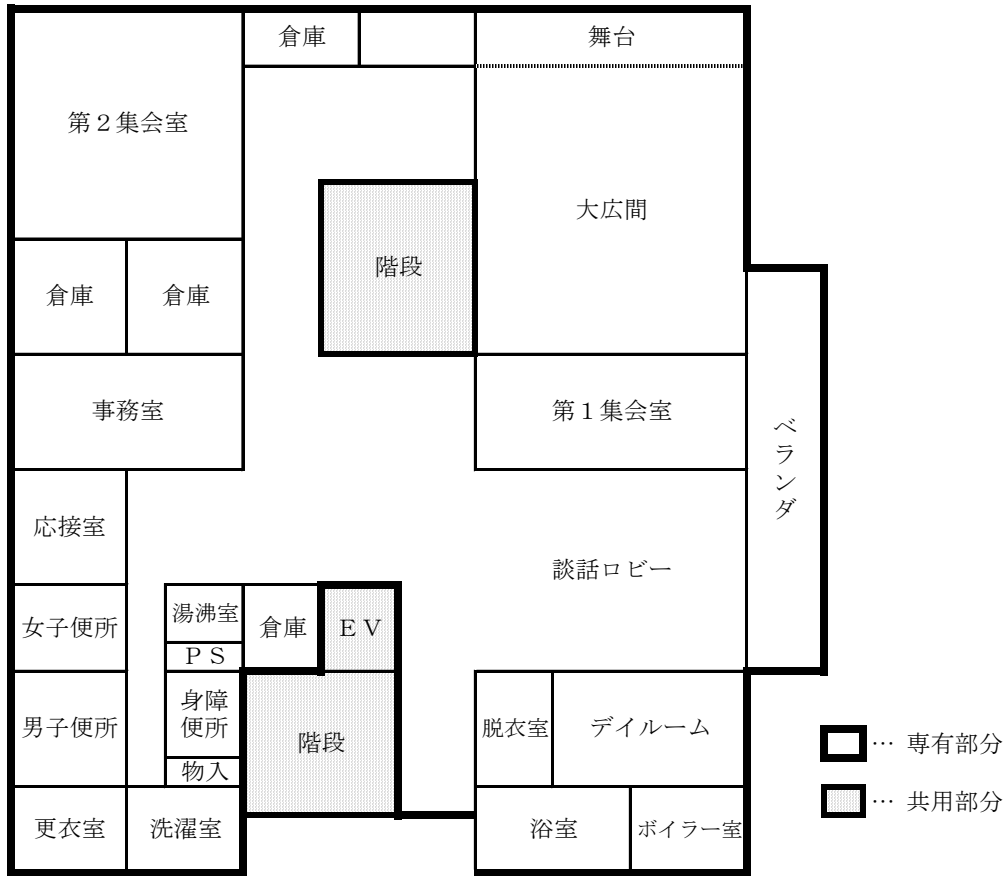 倉庫
舞台
第２集会室
大広間
階段
倉庫
倉庫
事務室
第１集会室
ベランダ
応接室
談話ロビー
女子便所
湯沸室
倉庫
ＥＶ
ＰＳ
男子便所
身障
便所
階段
脱衣室
デイルーム
物入
更衣室
洗濯室
浴室
ボイラー室
… 専有部分
… 共用部分